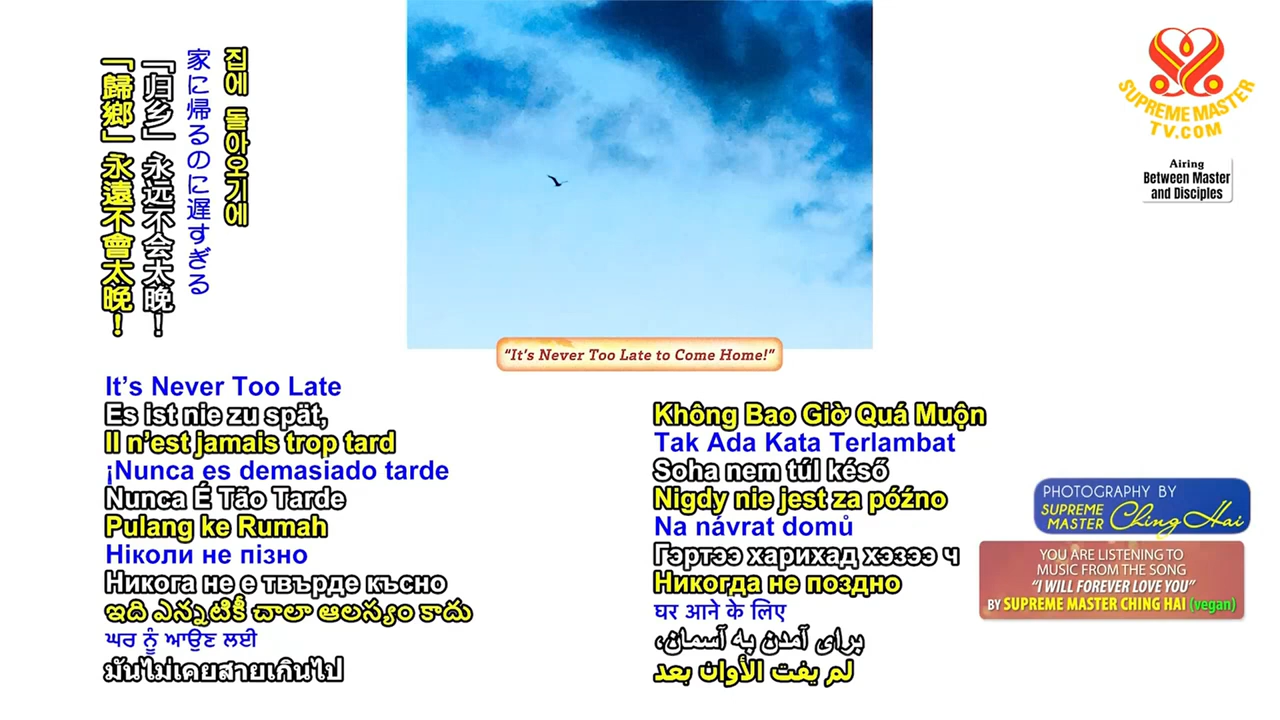 집에 돌아오기에
家に帰るのに遅すぎる
「归乡」永远不会太晚！
「歸鄉」永遠不會太晚！
SUPREME MASTER
TV.COM
Airing
Between Master
and Disciples
“It’s Never Too Late to Come Home!”
It’s Never Too Late
Es ist nie zu spät,
Il n’est jamais trop tard
¡Nunca es demasiado tarde
Nunca É Tão Tarde
Pulang ke Rumah
Ніколи не пізно
Никога не е твърде късно
ఇది ఎన్నటికీ చాలా ఆలస్యం కాదు
ਘਰ ਨੂੰ ਆਉਣ ਲਈ
มันไม่เคยสายเกินไป
Không Bao Giờ Quá Muộn
Tak Ada Kata Terlambat
Soha nem túl késő
Nigdy nie jest za późno
Na návrat domů
Гэртээ харихад хэзээ ч
Никогда не поздно
घर आने के लिए
برای آمدن به آسمان،
لم يفت الأوان بعد
PHOTOGRAPHY BY
SUPREME
MASTER Ching Hai
YOU ARE LISTENING TO
MUSIC FROM THE SONG
“I WILL FOREVER LOVE YOU”
BY SUPREME MASTER CHING HAI (vegan)